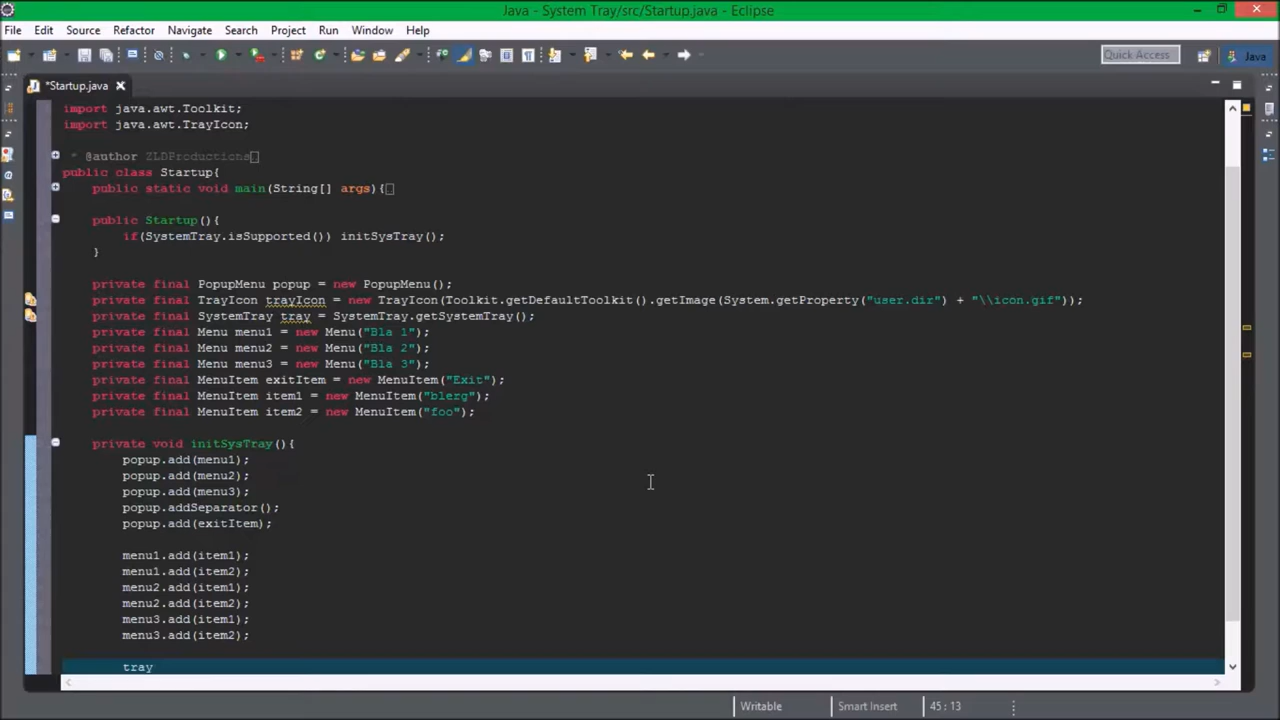 Java - System Tray/src/Startup.java - Eclipse
File Edit Source Refactor Navigate Search Project Run Window Help
Quick Access Java
*Startup.java
import java.awt.Toolkit;
import java.awt.TrayIcon;
* @author ZLDProductions
public class Startup{
public static void main(String[] args){
public Startup(){
if(SystemTray.isSupported()) initSysTray();
}
private final PopupMenu popup = new PopupMenu();
private final TrayIcon trayIcon = new TrayIcon(Toolkit.getDefaultToolkit().getImage(System.getProperty("user.dir") + "\\icon.gif"));
private final SystemTray tray = SystemTray.getSystemTray();
private final Menu menu1 = new Menu("Bla 1");
private final Menu menu2 = new Menu("Bla 2");
private final Menu menu3 = new Menu("Bla 3");
private final MenuItem exitItem = new MenuItem("Exit");
private final MenuItem item1 = new MenuItem("blerg");
private final MenuItem item2 = new MenuItem("foo");
private void initSysTray(){
popup.add(menu1);
popup.add(menu2);
popup.add(menu3);
popup.addSeparator();
popup.add(exitItem);
menu1.add(item1);
menu1.add(item2);
menu2.add(item1);
menu2.add(item2);
menu3.add(item1);
menu3.add(item2);
tray
Writable Smart Insert 45 : 13